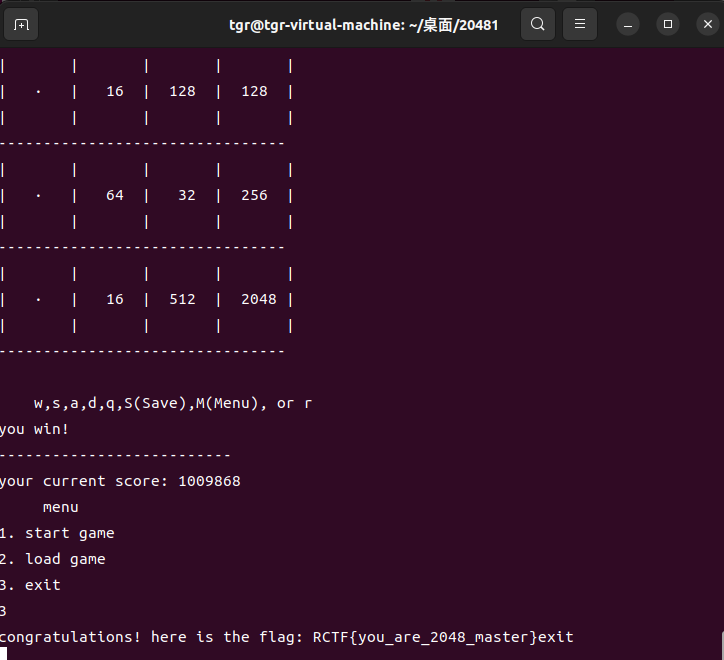 tgr@tgr-virtual-machine: ~/桌面/20481
|       |       |       |       |
|   ·   |   16  |  128  |  128  |
|       |       |       |       |
--------------------------------
|       |       |       |       |
|   ·   |   64  |   32  |  256  |
|       |       |       |       |
--------------------------------
|       |       |       |       |
|   ·   |   16  |  512  |  2048 |
|       |       |       |       |
--------------------------------
w,s,a,d,q,S(Save),M(Menu), or r
you win!
--------------------------
your current score: 1009868
menu
1. start game
2. load game
3. exit
3
congratulations! here is the flag: RCTF{you_are_2048_master}exit